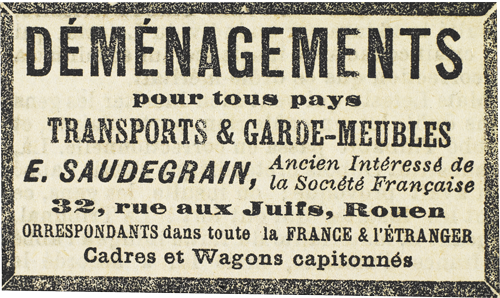 DÉMÉNAGEMENTS
pour tous pays
TRANSPORTS & GARDE-MEUBLES
E. SAUDEGRAIN, Ancien Intéressé de
la Société Française
32, rue aux Juifs, Rouen
ORRESPONDANTS dans toute la FRANCE & l'ÉTRANGER
Cadres et Wagons capitonnés